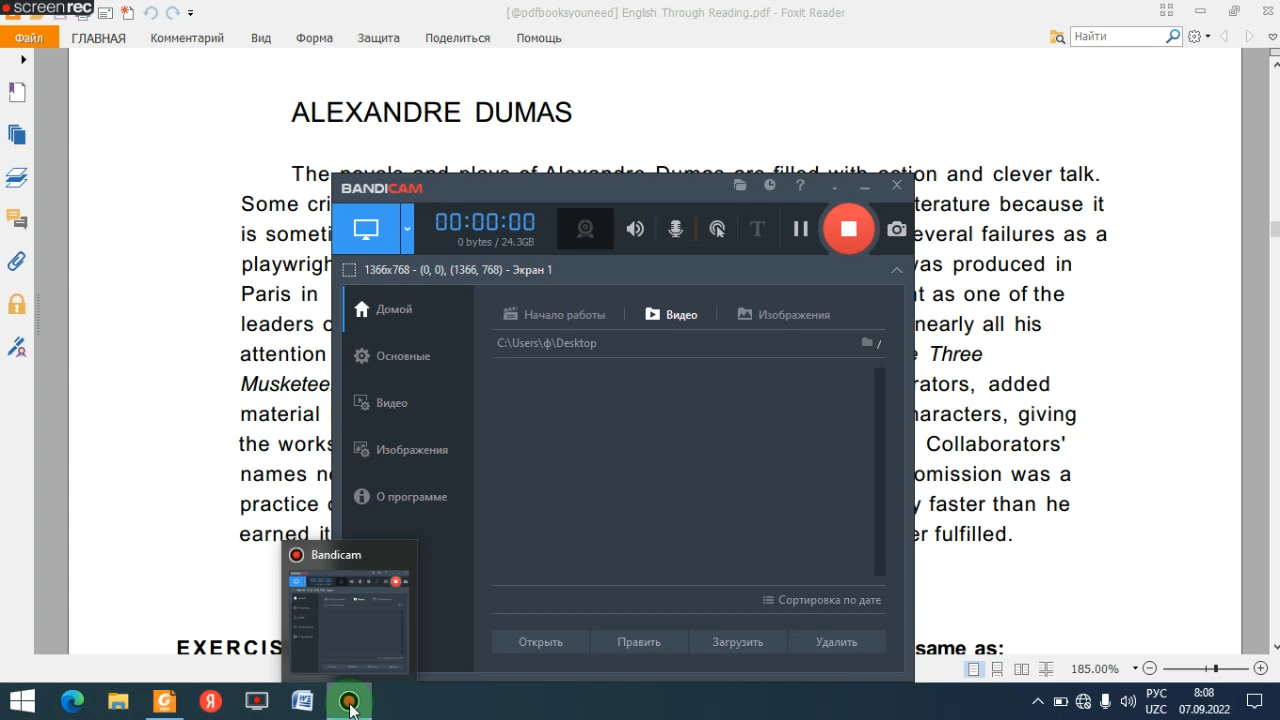 screenrec
[@pdfbooksyouneed] English Through Reading.pdf - Foxit Reader
Файл ГЛАВНАЯ Комментарий Вид Форма Защита Поделиться Помощь
Найти
ALEXANDRE DUMAS
The novels and plays of Alexandre Dumas are filled with action and clever talk.
Some cri terature because it
is someti everal failures as a
playwrigh was produced in
Paris in t as one of the
leaders o nearly all his
attention Three
Musketee rators, added
material haracters, giving
the works Collaborators'
names ne omission was a
practice y faster than he
earned it er fulfilled.
EXERCIS same as:
BANDICAM
00:00:00
0 bytes / 24.3GB
1366x768 - (0, 0), (1366, 768) - Экран 1
Домой
Основные
Видео
Изображения
О программе
Начало работы Видео Изображения
C:\Users\ф\Desktop
Сортировка по дате
Открыть Править Загрузить Удалить
Bandicam
185.00%
РУС
UZC
8:08
07.09.2022